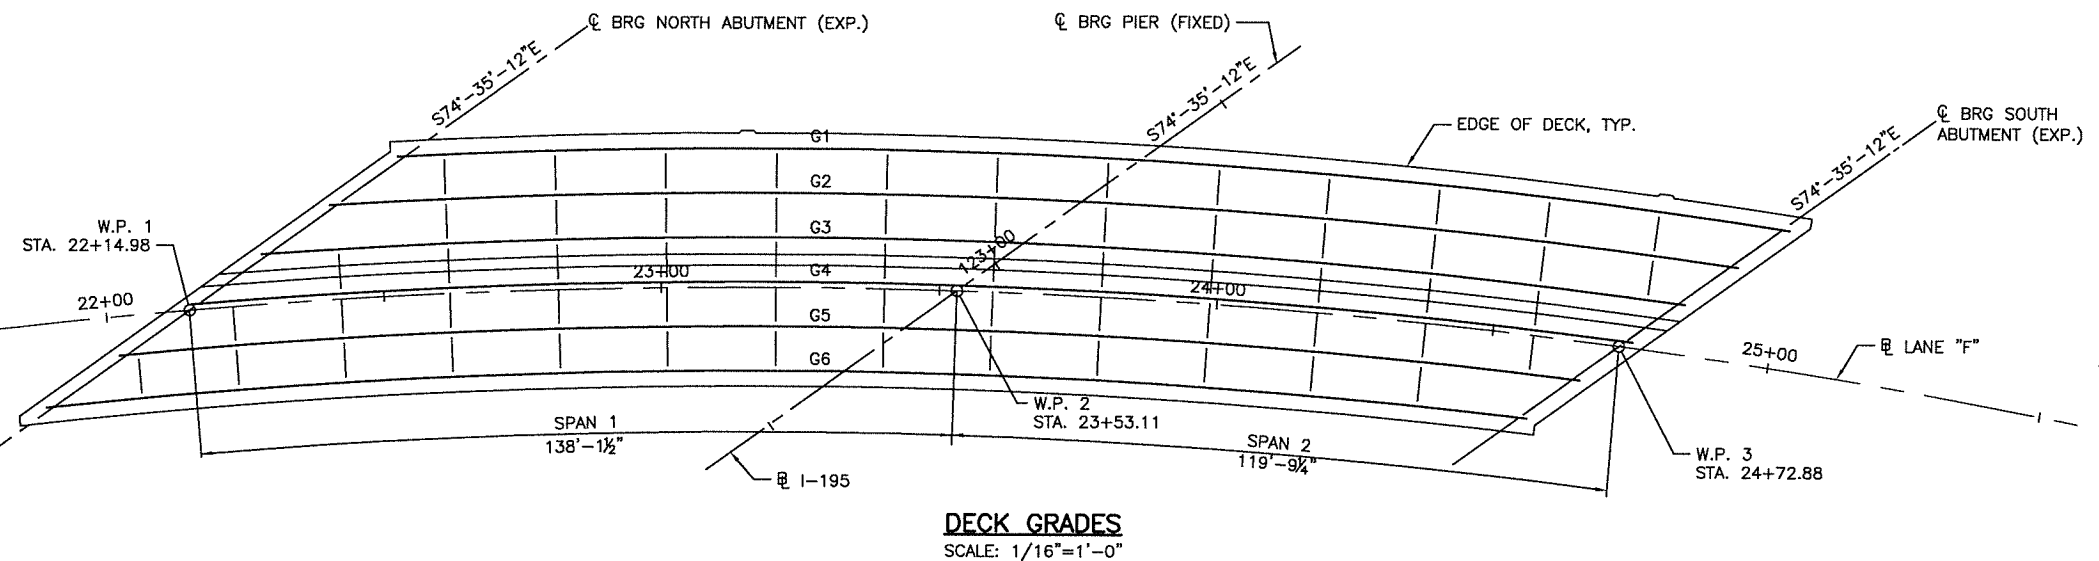 ℄ BRG NORTH ABUTMENT (EXP.)
℄ BRG PIER (FIXED)
S74°-35'-12"E
S74°-35'-12"E
EDGE OF DECK, TYP.
℄ BRG SOUTH
ABUTMENT (EXP.)
S74°-35'-12"E
G1
G2
G3
G4
G5
G6
W.P. 1
STA. 22+14.98
22+00
23+00
123+00
24+00
25+00
BL LANE "F"
SPAN 1
138'-1½"
W.P. 2
STA. 23+53.11
SPAN 2
119'-9¼"
W.P. 3
STA. 24+72.88
BL I-195
DECK GRADES
SCALE: 1/16"=1'-0"